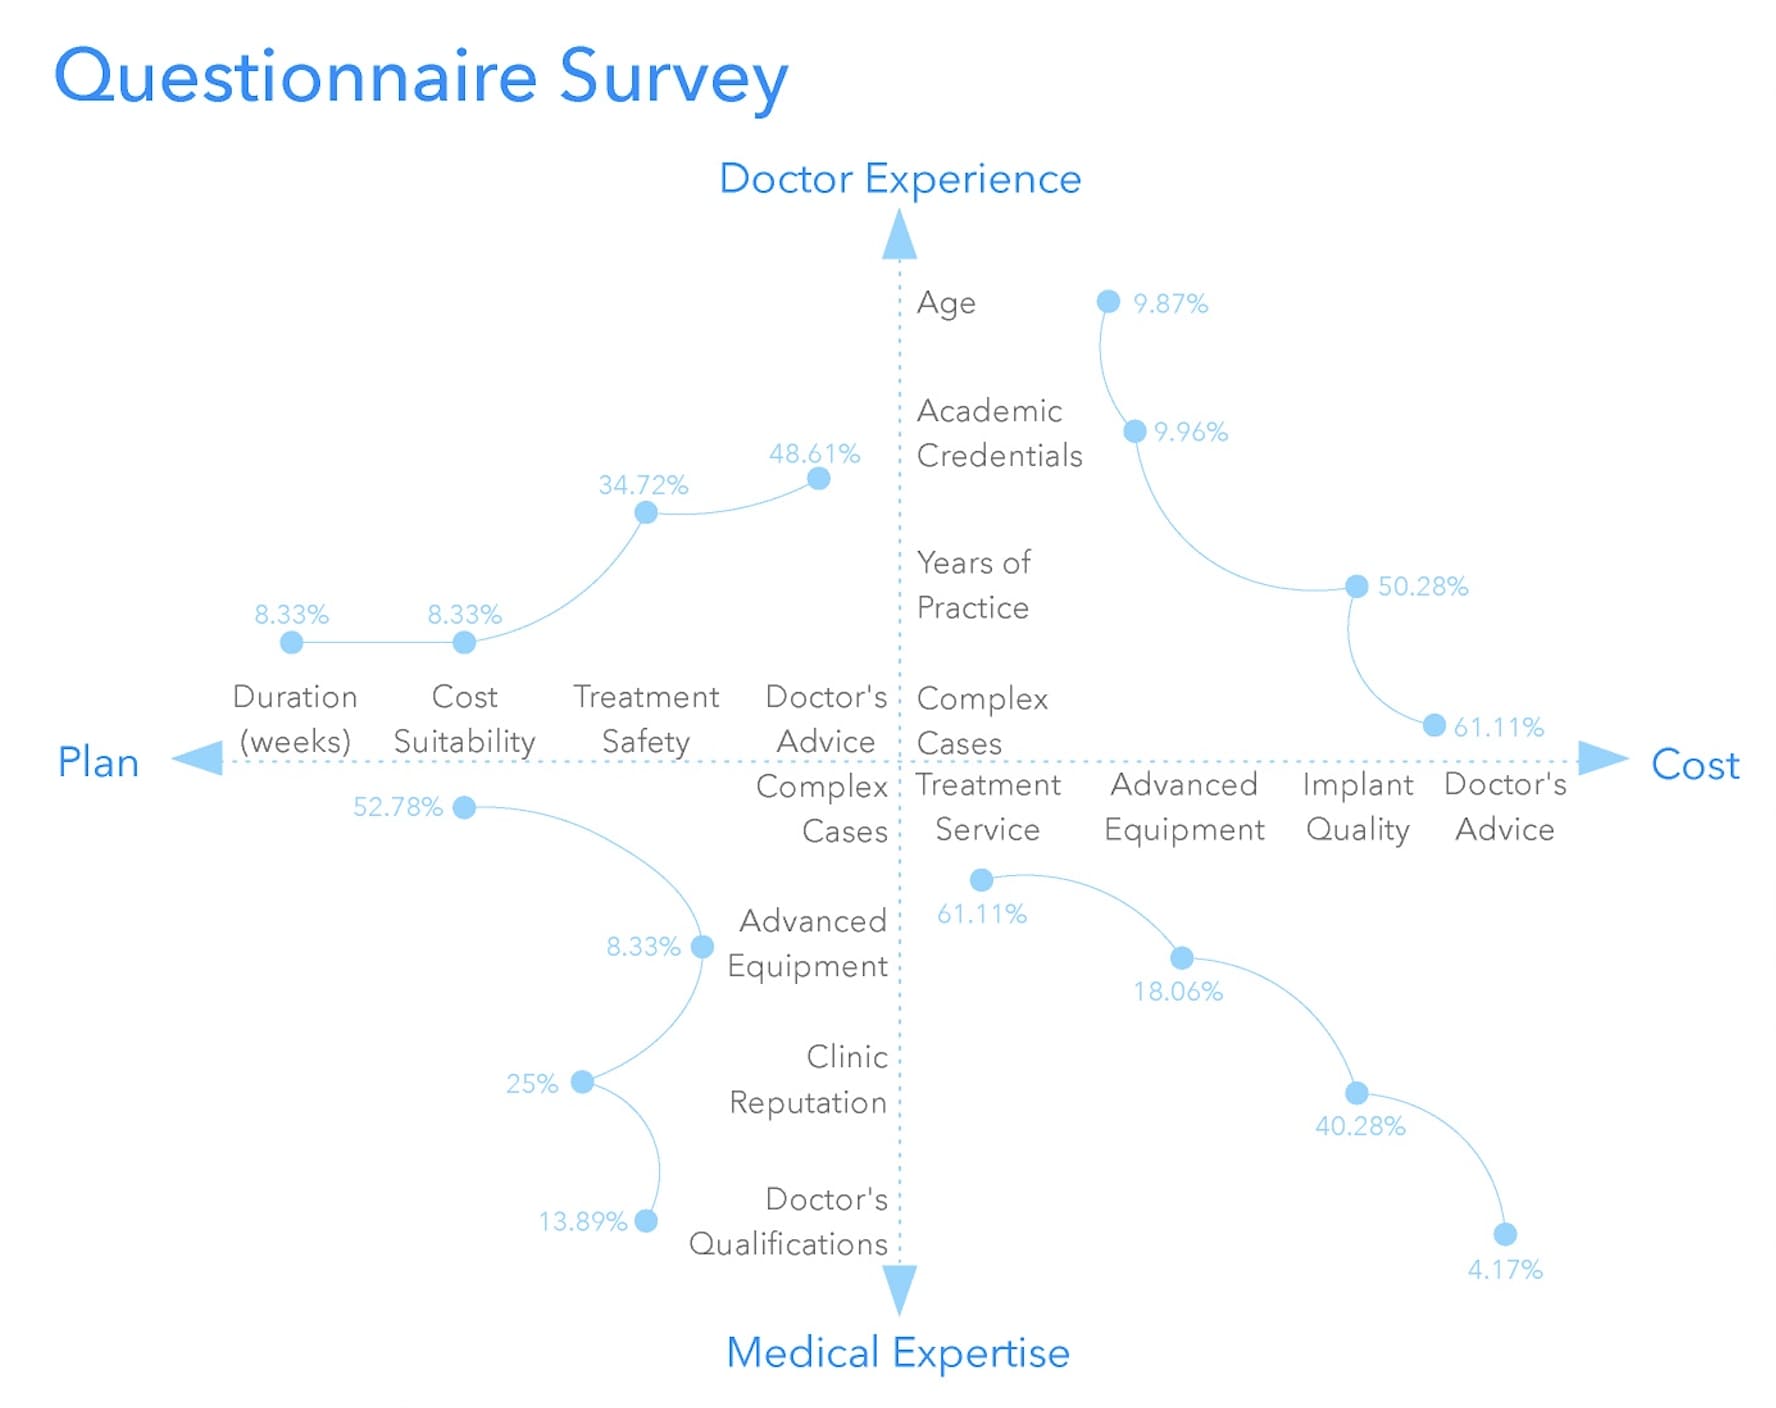 Questionnaire Survey
Doctor Experience
Age
9.87%
Academic
Credentials
9.96%
Years of
Practice
50.28%
Complex
Cases
61.11%
48.61%
34.72%
8.33%
8.33%
Duration
(weeks)
Cost
Suitability
Treatment
Safety
Doctor's
Advice
Plan
Cost
52.78%
Complex
Cases
8.33%
Advanced
Equipment
25%
Clinic
Reputation
13.89%
Doctor's
Qualifications
Treatment
Service
Advanced
Equipment
Implant
Quality
Doctor's
Advice
61.11%
18.06%
40.28%
4.17%
Medical Expertise